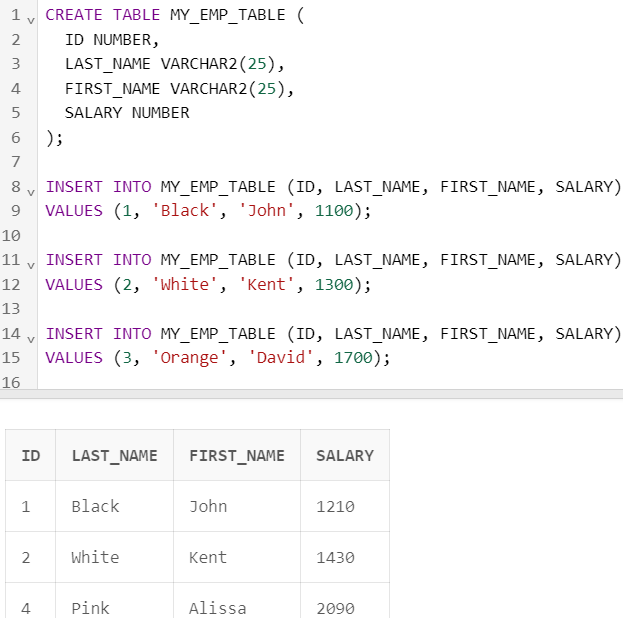 1 CREATE TABLE MY_EMP_TABLE (
2 ID NUMBER,
3 LAST_NAME VARCHAR2(25),
4 FIRST_NAME VARCHAR2(25),
5 SALARY NUMBER
6 );
7
8 INSERT INTO MY_EMP_TABLE (ID, LAST_NAME, FIRST_NAME, SALARY)
9 VALUES (1, 'Black', 'John', 1100);
10
11 INSERT INTO MY_EMP_TABLE (ID, LAST_NAME, FIRST_NAME, SALARY)
12 VALUES (2, 'White', 'Kent', 1300);
13
14 INSERT INTO MY_EMP_TABLE (ID, LAST_NAME, FIRST_NAME, SALARY)
15 VALUES (3, 'Orange', 'David', 1700);
16
ID LAST_NAME FIRST_NAME SALARY
1 Black John 1210
2 White Kent 1430
4 Pink Alissa 2090